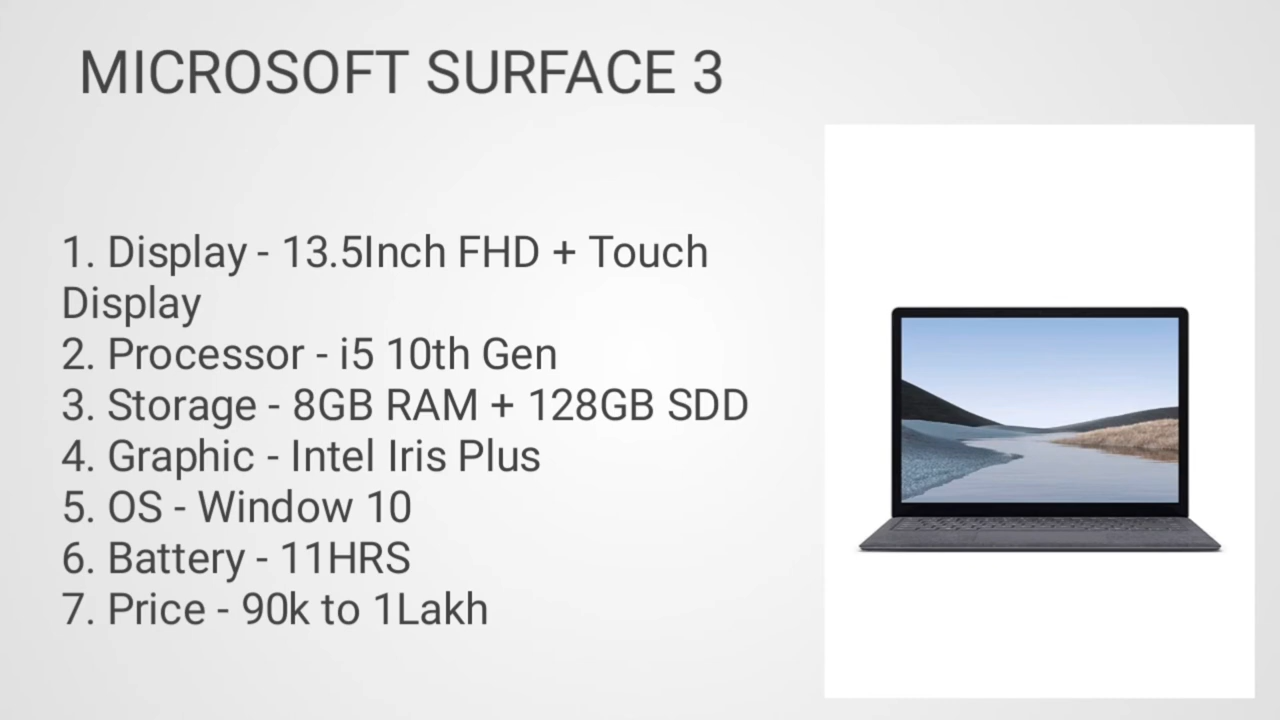 MICROSOFT SURFACE 3
1. Display - 13.5Inch FHD + Touch
Display
2. Processor - i5 10th Gen
3. Storage - 8GB RAM + 128GB SDD
4. Graphic - Intel Iris Plus
5. OS - Window 10
6. Battery - 11HRS
7. Price - 90k to 1Lakh